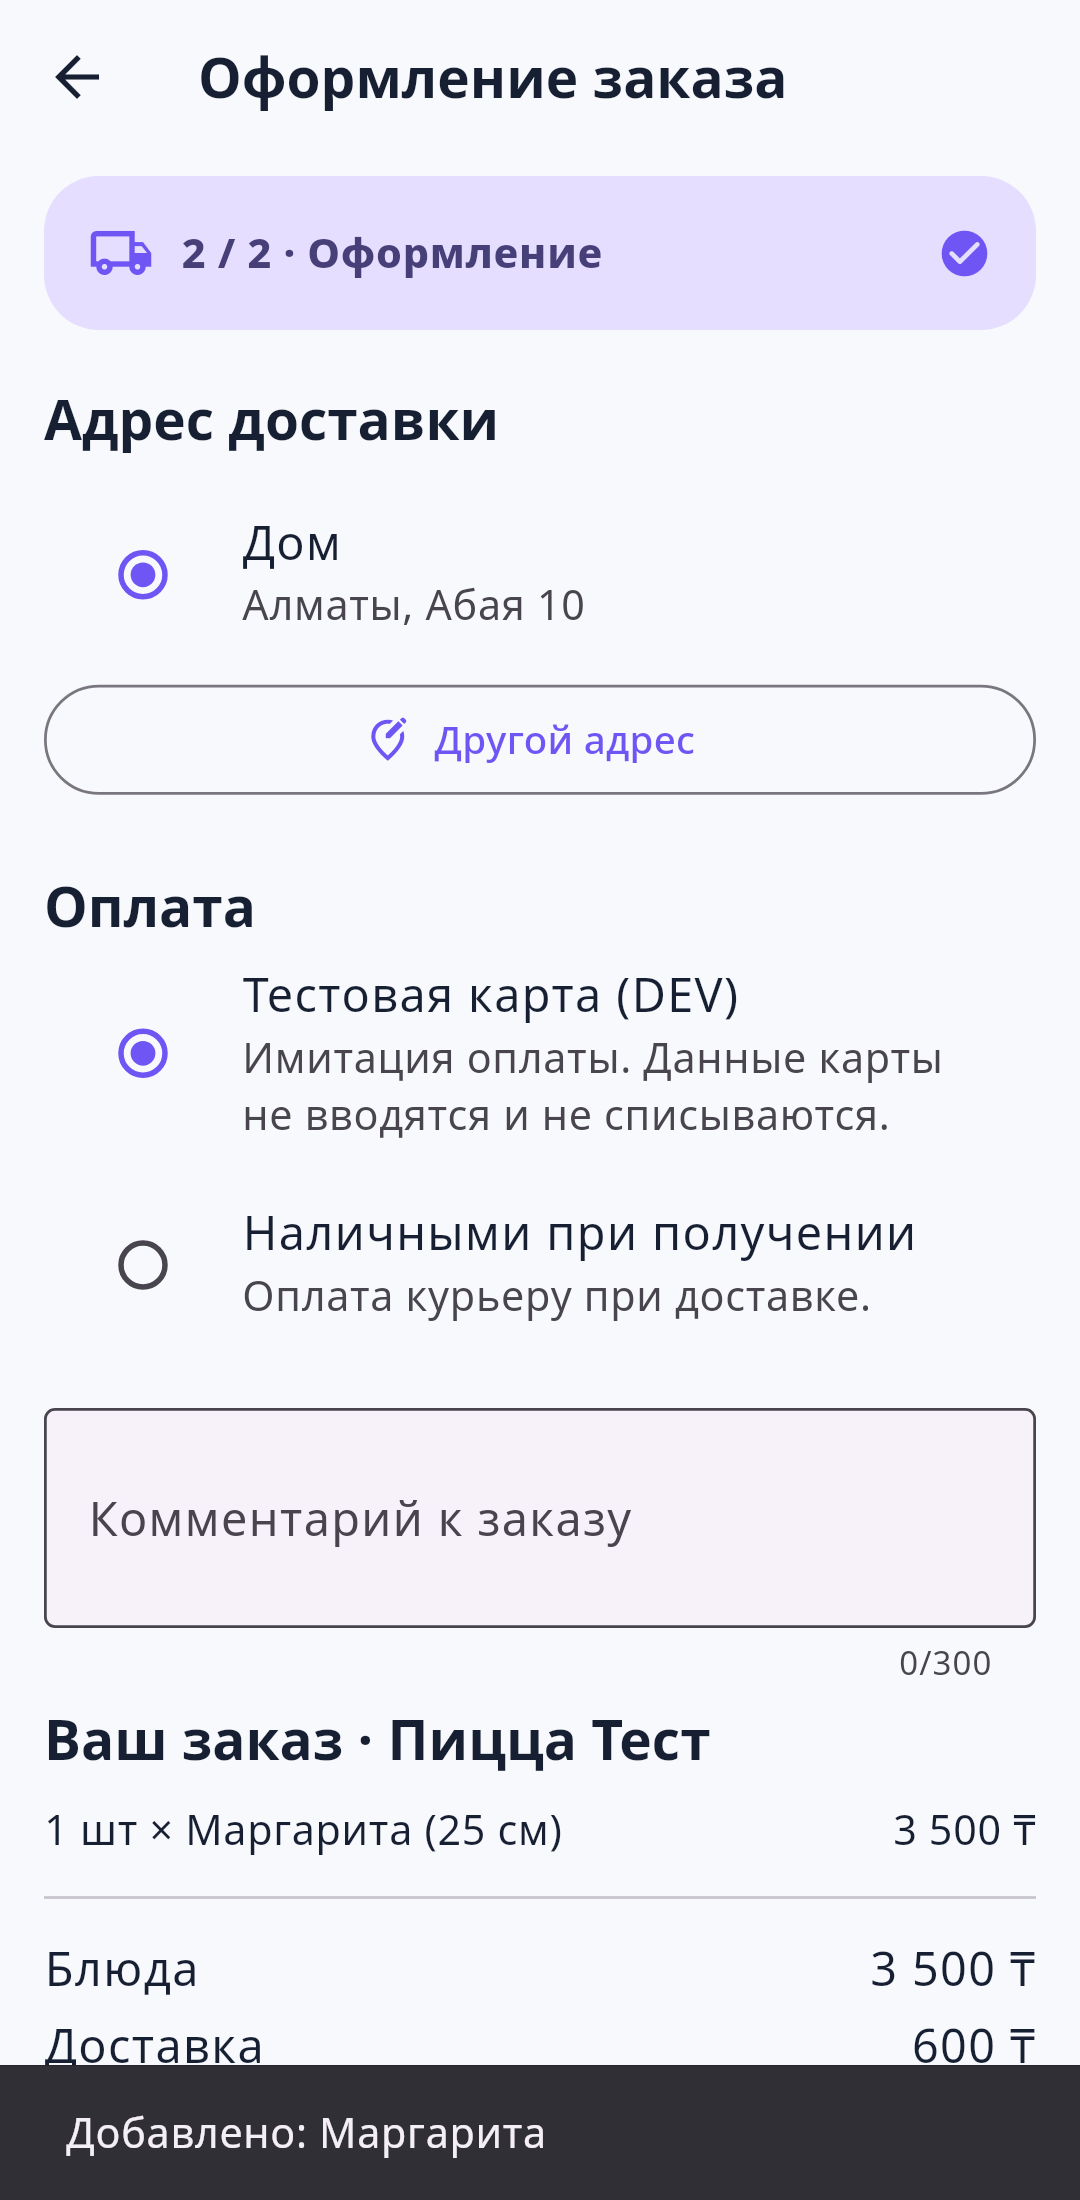 Оформление заказа
2 / 2 · Оформление
Адрес доставки
Дом
Алматы, Абая 10
Другой адрес
Оплата
Тестовая карта (DEV)
Имитация оплаты. Данные карты
не вводятся и не списываются.
Наличными при получении
Оплата курьеру при доставке.
Комментарий к заказу
0/300
Ваш заказ · Пицца Тест
1 шт × Маргарита (25 см) 3 500 ₸
Блюда 3 500 ₸
Доставка 600 ₸
Добавлено: Маргарита